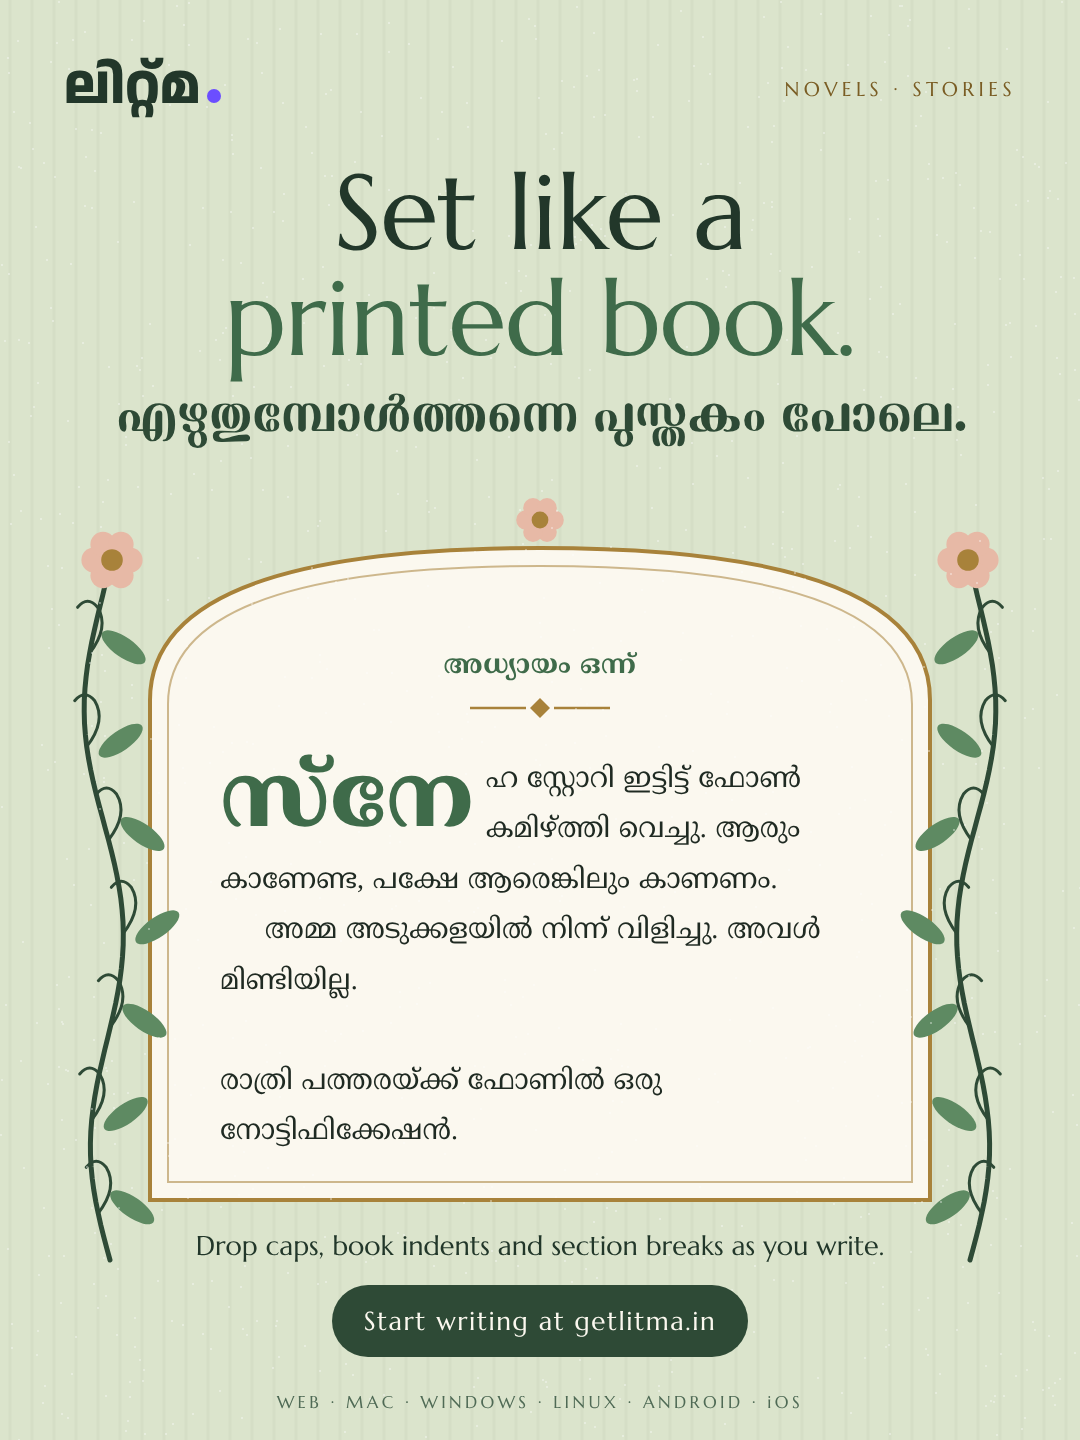 ലിറ്റ്മ.
NOVELS · STORIES
Set like a
printed book.
എഴുതുമ്പോൾത്തന്നെ പുസ്തകം പോലെ.
അധ്യായം ഒന്ന്
സ്നേഹ സ്റ്റോറി ഇട്ടിട്ട് ഫോൺ
കമിഴ്ത്തി വെച്ചു. ആരും
കാണേണ്ട, പക്ഷേ ആരെങ്കിലും കാണണം.
അമ്മ അടുക്കളയിൽ നിന്ന് വിളിച്ചു. അവൾ
മിണ്ടിയില്ല.
രാത്രി പത്തരയ്ക്ക് ഫോണിൽ ഒരു
നോട്ടിഫിക്കേഷൻ.
Drop caps, book indents and section breaks as you write.
Start writing at getlitma.in
WEB · MAC · WINDOWS · LINUX · ANDROID · iOS